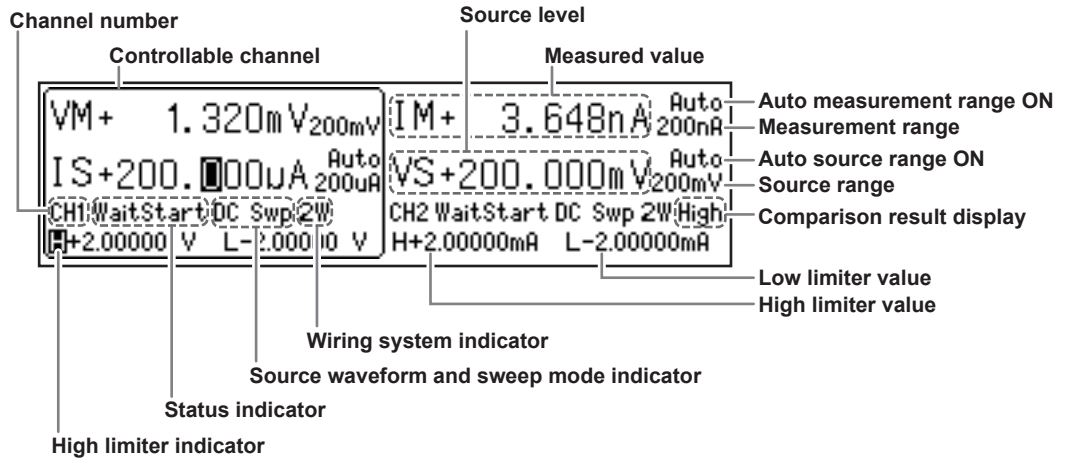 Channel number
Source level
Controllable channel
Measured value
VM+ 1.320mV 200mV
IM+ 3.648nA Auto 200nA
Auto measurement range ON
Measurement range
IS+200.000uA Auto 200uA
VS+200.000mV Auto 200mV
Auto source range ON
Source range
CH1 WaitStart DC Swp 2W
CH2 WaitStart DC Swp 2W High
Comparison result display
H+2.00000 V L-2.00000 V
H+2.00000mA L-2.00000mA
Low limiter value
High limiter value
Wiring system indicator
Source waveform and sweep mode indicator
Status indicator
High limiter indicator